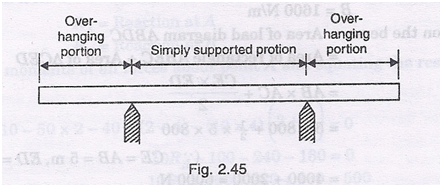 Over-
hanging
portion
Simply supported protion
Over-
hanging
portion
Fig. 2.45